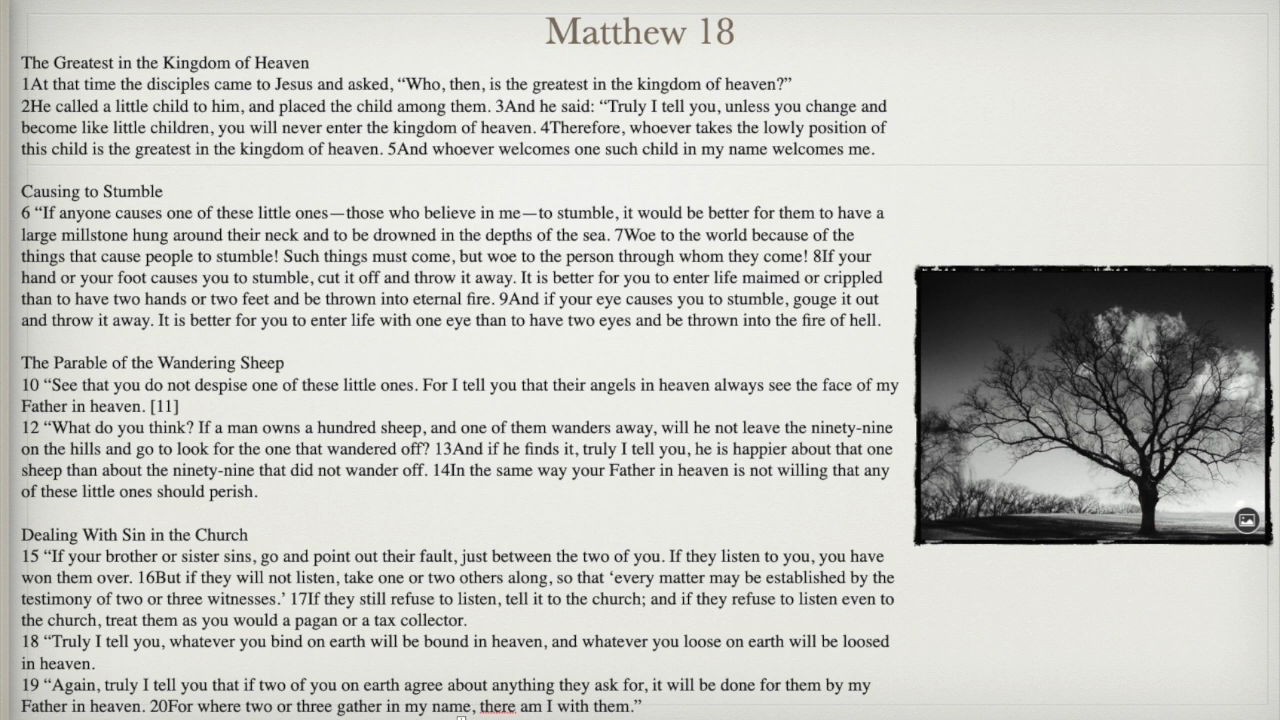 Matthew 18
The Greatest in the Kingdom of Heaven
1At that time the disciples came to Jesus and asked, “Who, then, is the greatest in the kingdom of heaven?”
2He called a little child to him, and placed the child among them. 3And he said: “Truly I tell you, unless you change and
become like little children, you will never enter the kingdom of heaven. 4Therefore, whoever takes the lowly position of
this child is the greatest in the kingdom of heaven. 5And whoever welcomes one such child in my name welcomes me.
Causing to Stumble
6 “If anyone causes one of these little ones—those who believe in me—to stumble, it would be better for them to have a
large millstone hung around their neck and to be drowned in the depths of the sea. 7Woe to the world because of the
things that cause people to stumble! Such things must come, but woe to the person through whom they come! 8If your
hand or your foot causes you to stumble, cut it off and throw it away. It is better for you to enter life maimed or crippled
than to have two hands or two feet and be thrown into eternal fire. 9And if your eye causes you to stumble, gouge it out
and throw it away. It is better for you to enter life with one eye than to have two eyes and be thrown into the fire of hell.
The Parable of the Wandering Sheep
10 “See that you do not despise one of these little ones. For I tell you that their angels in heaven always see the face of my
Father in heaven. [11]
12 “What do you think? If a man owns a hundred sheep, and one of them wanders away, will he not leave the ninety-nine
on the hills and go to look for the one that wandered off? 13And if he finds it, truly I tell you, he is happier about that one
sheep than about the ninety-nine that did not wander off. 14In the same way your Father in heaven is not willing that any
of these little ones should perish.
Dealing With Sin in the Church
15 “If your brother or sister sins, go and point out their fault, just between the two of you. If they listen to you, you have
won them over. 16But if they will not listen, take one or two others along, so that ‘every matter may be established by the
testimony of two or three witnesses.’ 17If they still refuse to listen, tell it to the church; and if they refuse to listen even to
the church, treat them as you would a pagan or a tax collector.
18 “Truly I tell you, whatever you bind on earth will be bound in heaven, and whatever you loose on earth will be loosed
in heaven.
19 “Again, truly I tell you that if two of you on earth agree about anything they ask for, it will be done for them by my
Father in heaven. 20For where two or three gather in my name, there am I with them.”